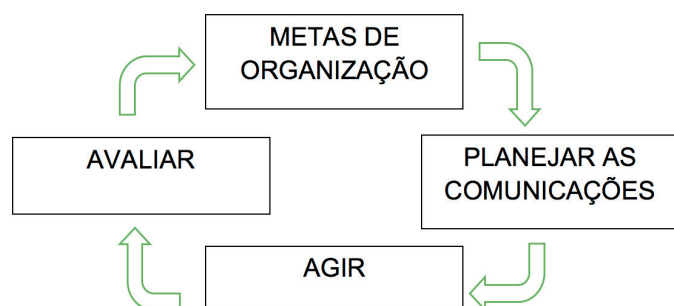 METAS DE
ORGANIZAÇÃO
AVALIAR
PLANEJAR AS
COMUNICAÇÕES
AGIR